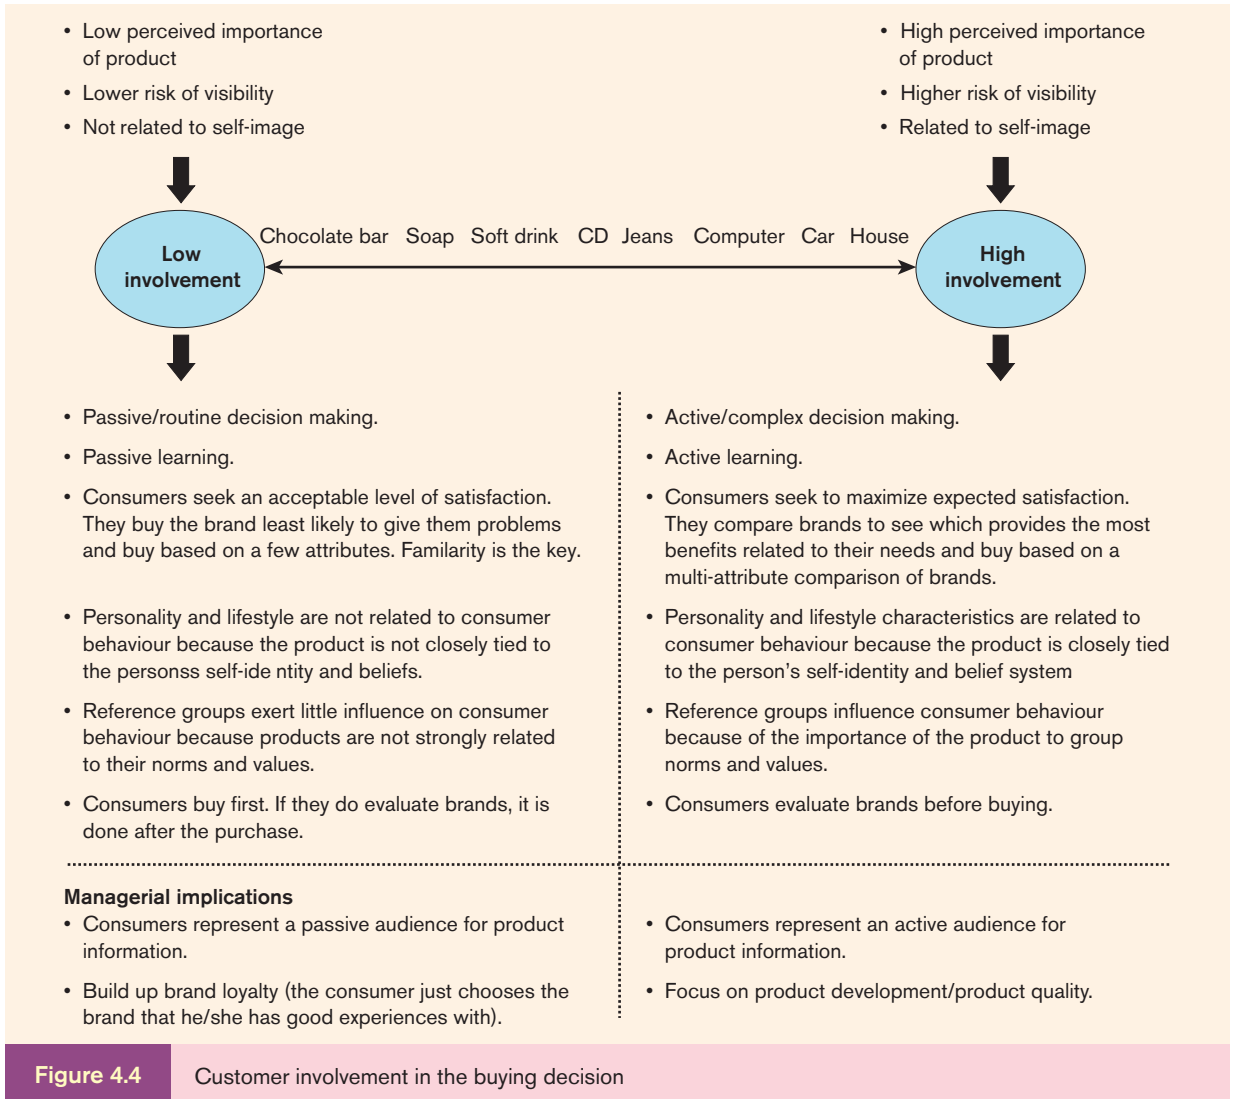 • Low perceived importance
of product
• Lower risk of visibility
• Not related to self-image
• High perceived importance
of product
• Higher risk of visibility
• Related to self-image
Low
involvement
Chocolate bar Soap Soft drink CD Jeans Computer Car House
High
involvement
• Passive/routine decision making.
• Passive learning.
• Consumers seek an acceptable level of satisfaction.
They buy the brand least likely to give them problems
and buy based on a few attributes. Familarity is the key.
• Personality and lifestyle are not related to consumer
behaviour because the product is not closely tied to
the personss self-ide ntity and beliefs.
• Reference groups exert little influence on consumer
behaviour because products are not strongly related
to their norms and values.
• Consumers buy first. If they do evaluate brands, it is
done after the purchase.
• Active/complex decision making.
• Active learning.
• Consumers seek to maximize expected satisfaction.
They compare brands to see which provides the most
benefits related to their needs and buy based on a
multi-attribute comparison of brands.
• Personality and lifestyle characteristics are related to
consumer behaviour because the product is closely tied
to the person's self-identity and belief system
• Reference groups influence consumer behaviour
because of the importance of the product to group
norms and values.
• Consumers evaluate brands before buying.
Managerial implications
• Consumers represent a passive audience for product
information.
• Build up brand loyalty (the consumer just chooses the
brand that he/she has good experiences with).
• Consumers represent an active audience for
product information.
• Focus on product development/product quality.
Figure 4.4 Customer involvement in the buying decision